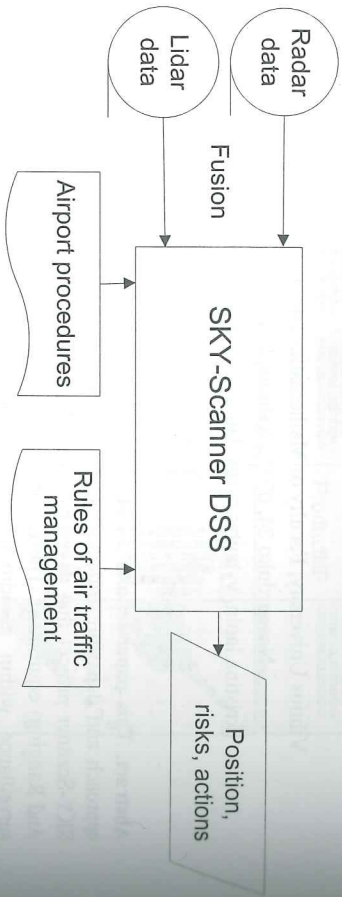 Radar
data
Lidar
data
Fusion
SKY-Scanner DSS
Position,
risks, actions
Airport procedures
Rules of air traffic
management